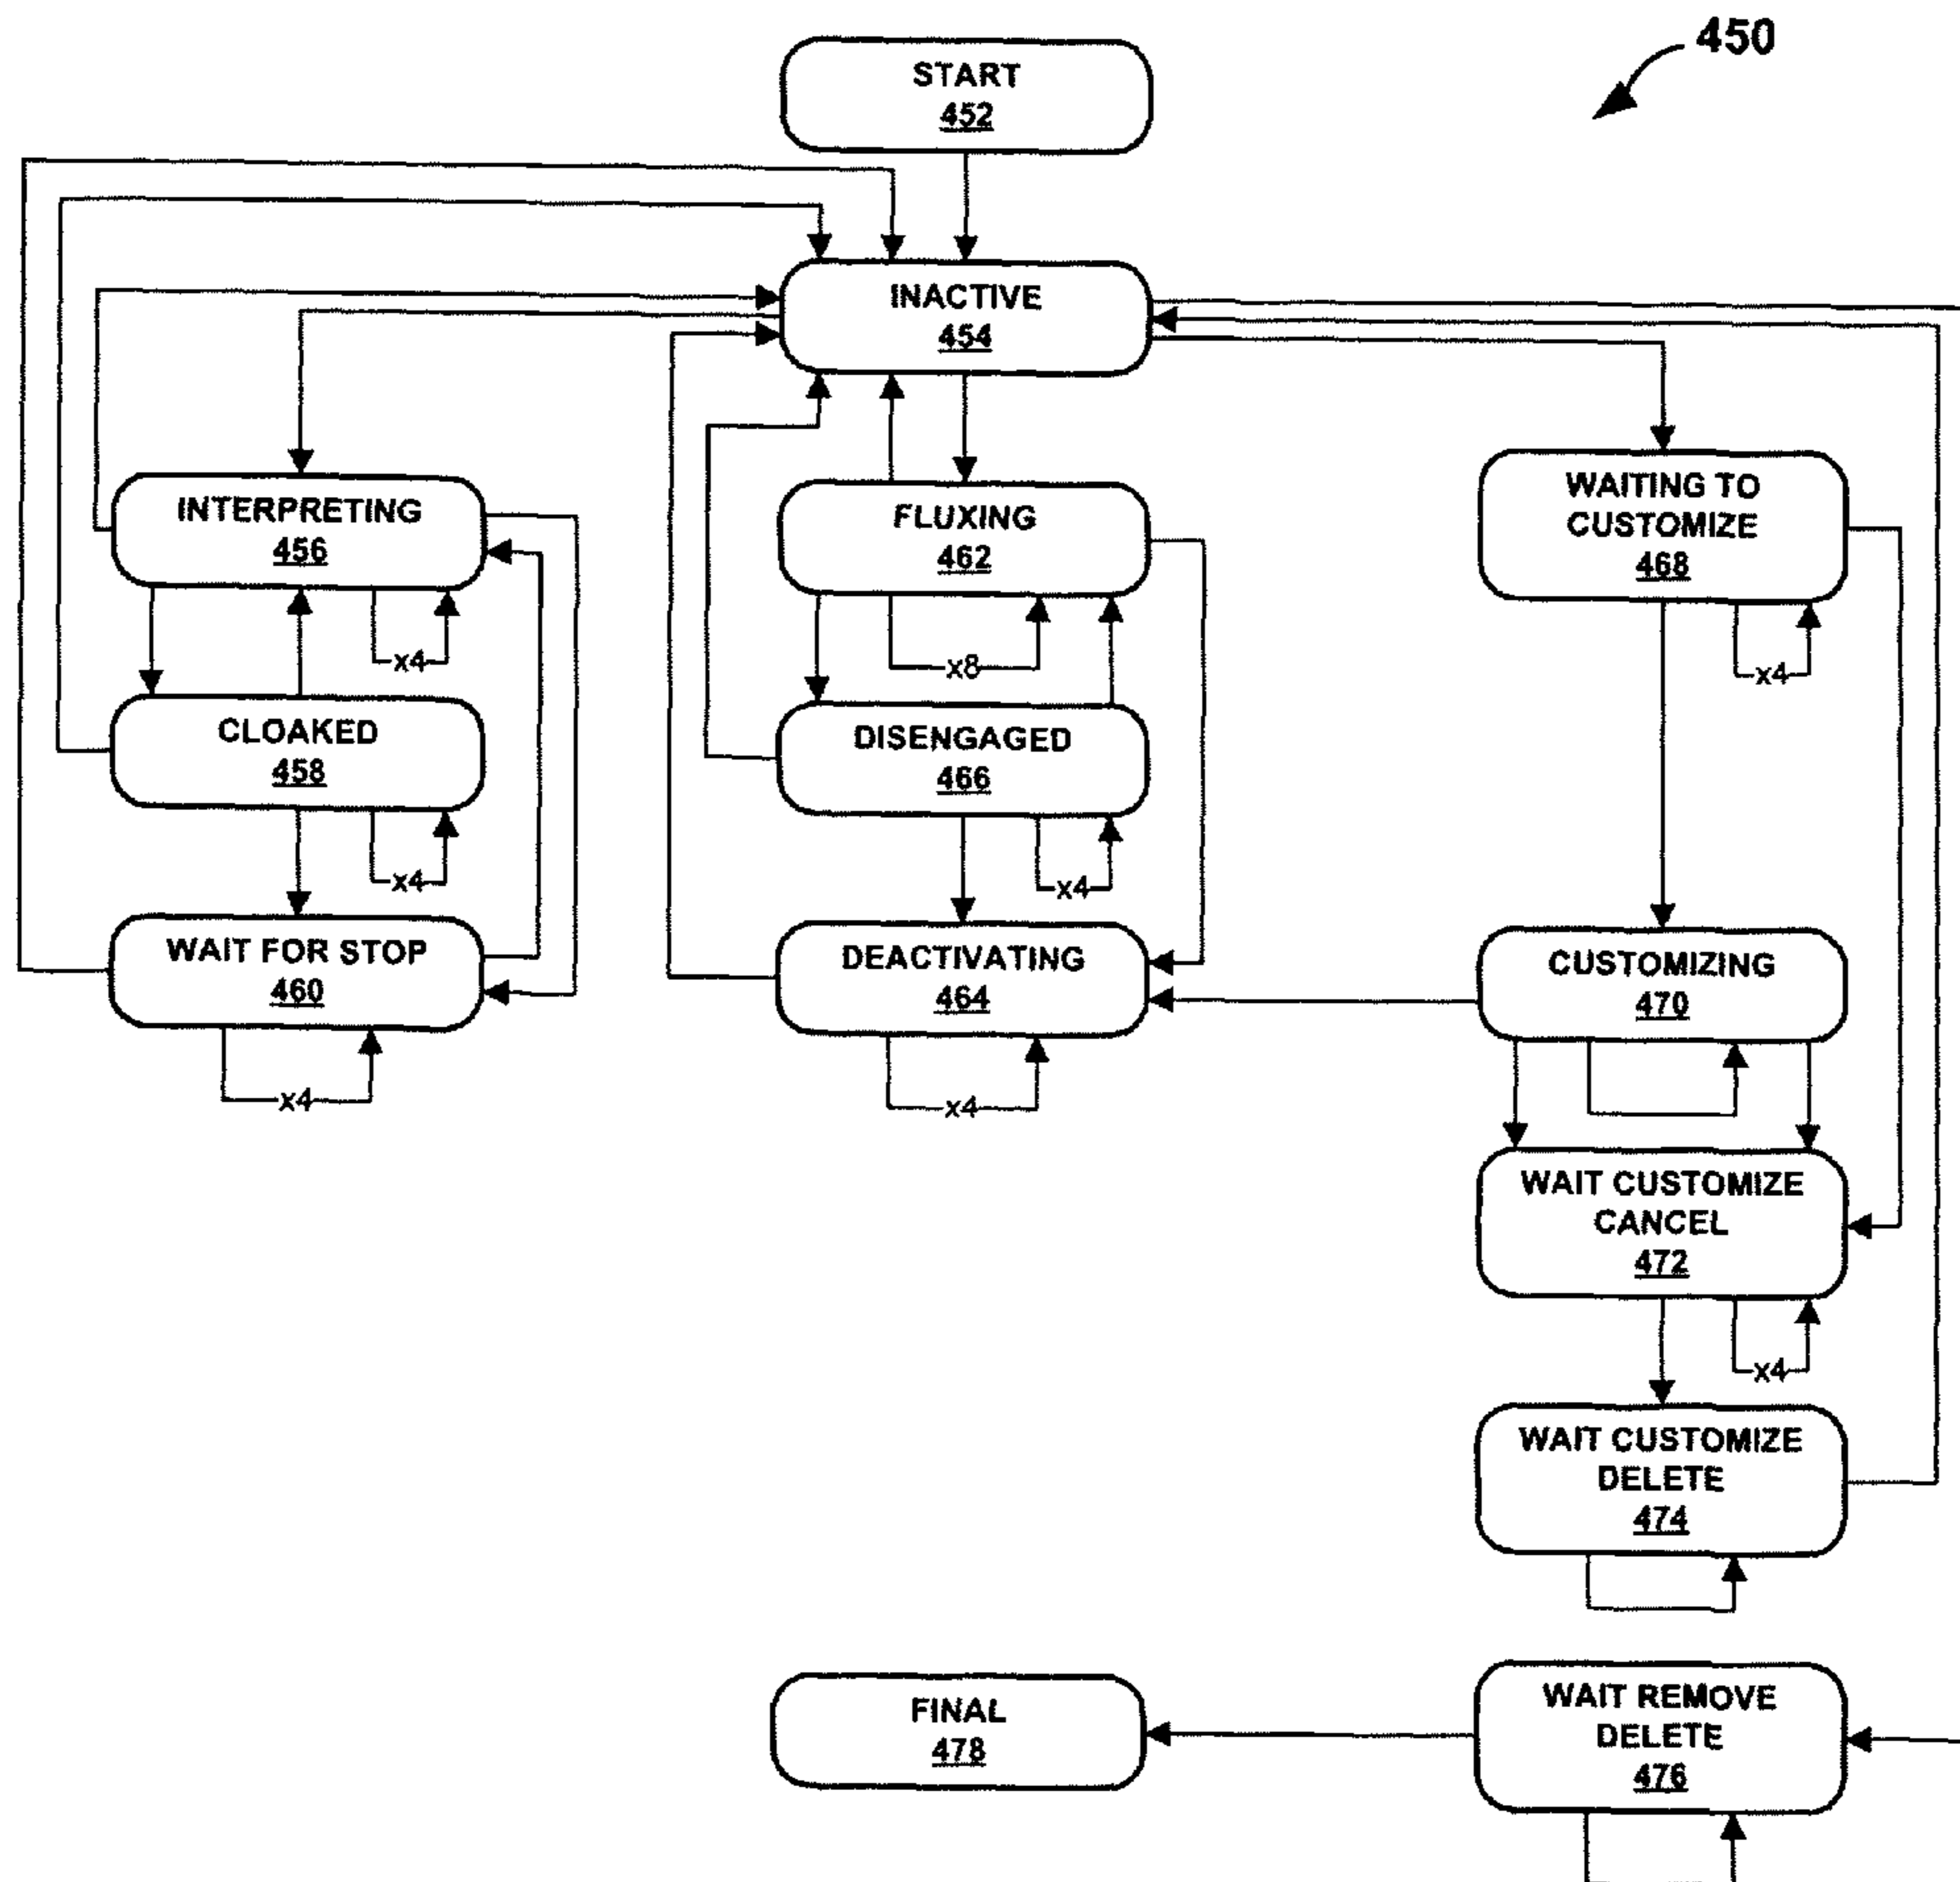 450
START
452
INACTIVE
454
INTERPRETING
456
FLUXING
462
WAITING TO
CUSTOMIZE
468
x4
x8
x4
CLOAKED
458
DISENGAGED
466
x4
x4
WAIT FOR STOP
460
DEACTIVATING
464
CUSTOMIZING
470
x4
x4
WAIT CUSTOMIZE
CANCEL
472
x4
WAIT CUSTOMIZE
DELETE
474
FINAL
478
WAIT REMOVE
DELETE
476